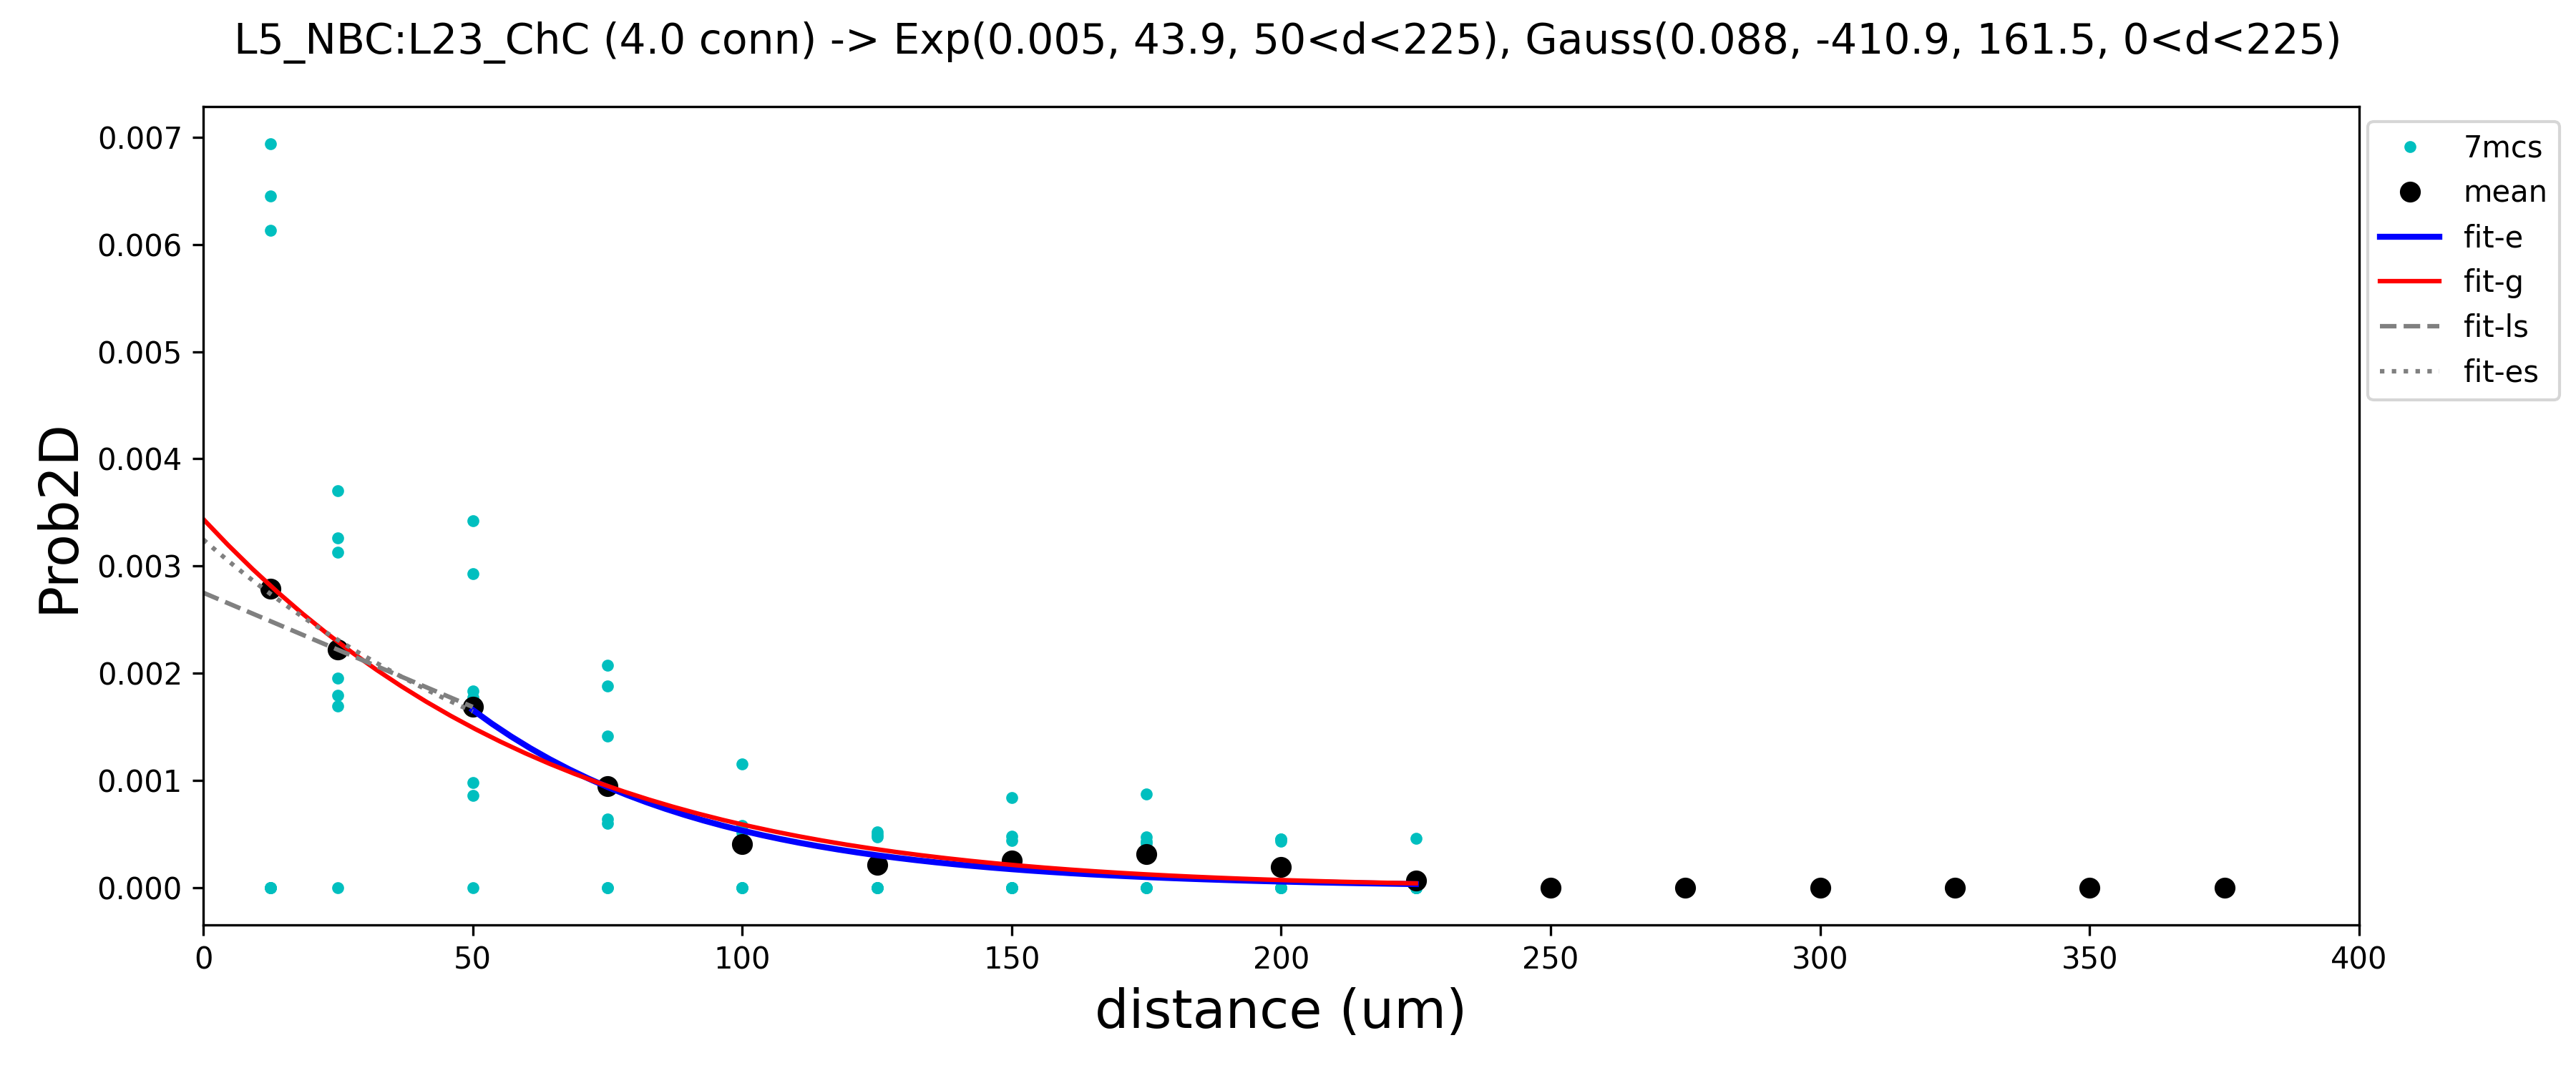 L5_NBC:L23_ChC (4.0 conn) -> Exp(0.005, 43.9, 50<d<225), Gauss(0.088, -410.9, 161.5, 0<d<225)
0.007
0.006
0.005
0.004
0.003
0.002
0.001
0.000
Prob2D
0 50 100 150 200 250 300 350 400
distance (um)
7mcs
mean
fit-e
fit-g
fit-ls
fit-es